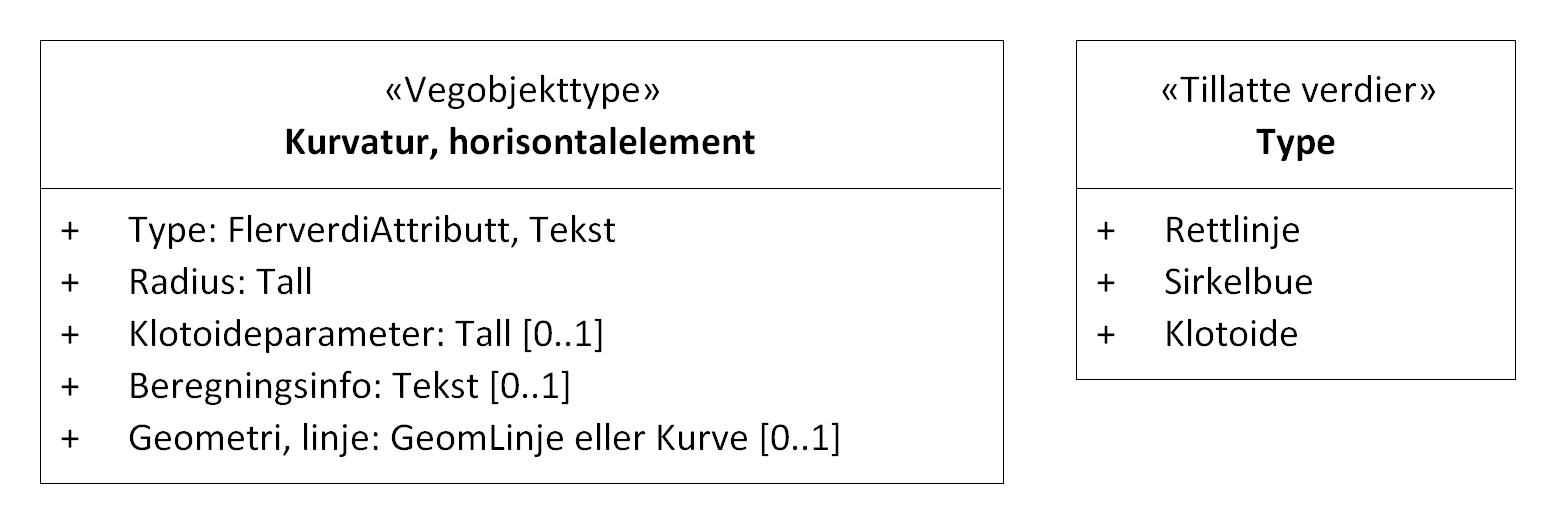 «Vegobjekttype»
Kurvatur, horisontalelement
+ Type: FlerverdiAttributt, Tekst
+ Radius: Tall
+ Klotoideparameter: Tall [0..1]
+ Beregningsinfo: Tekst [0..1]
+ Geometri, linje: GeomLinje eller Kurve [0..1]
«Tillatte verdier»
Type
+ Rettlinje
+ Sirkelbue
+ Klotoide